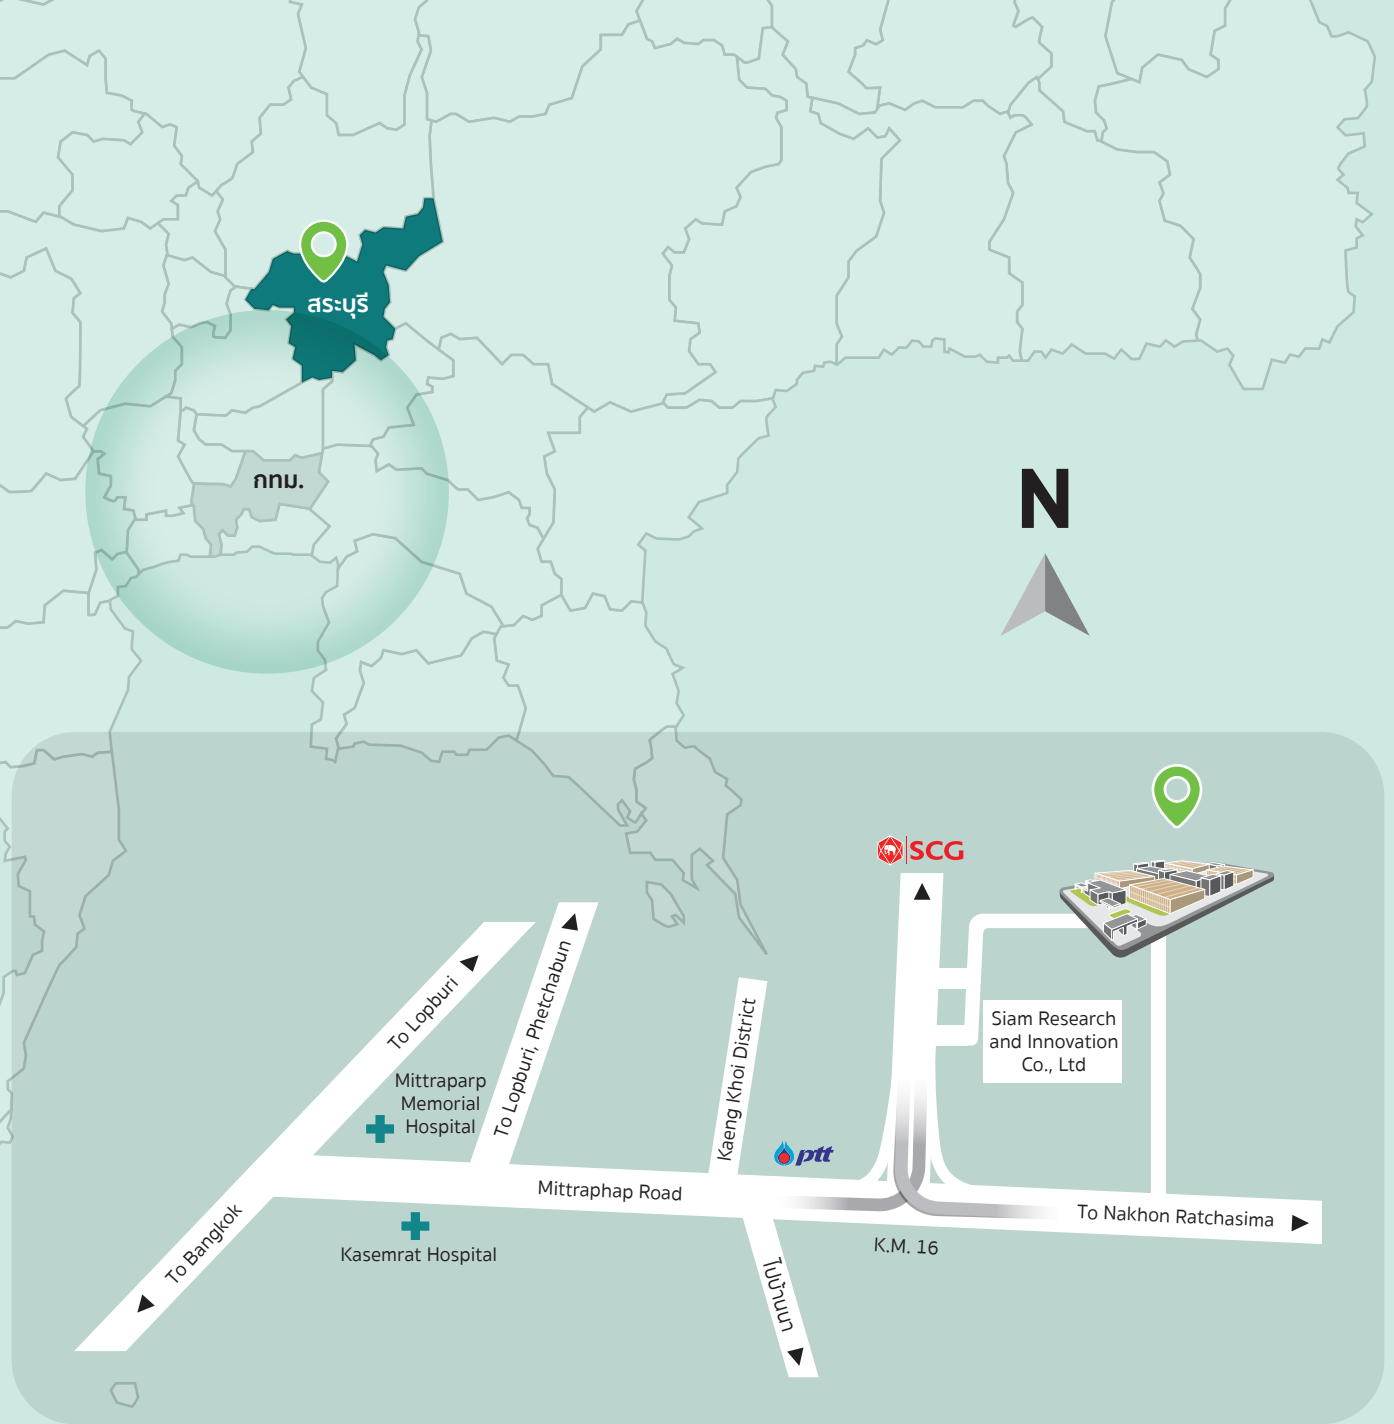 สระบุรี
กทม.
N
SCG
To Lopburi
To Lopburi, Phetchabun
Kaeng Khoi District
Siam Research
and Innovation
Co., Ltd
Mittraparp
Memorial
Hospital
ptt
Mittraphap Road
To Nakhon Ratchasima
To Bangkok
Kasemrat Hospital
K.M. 16
ไปบ้านนา